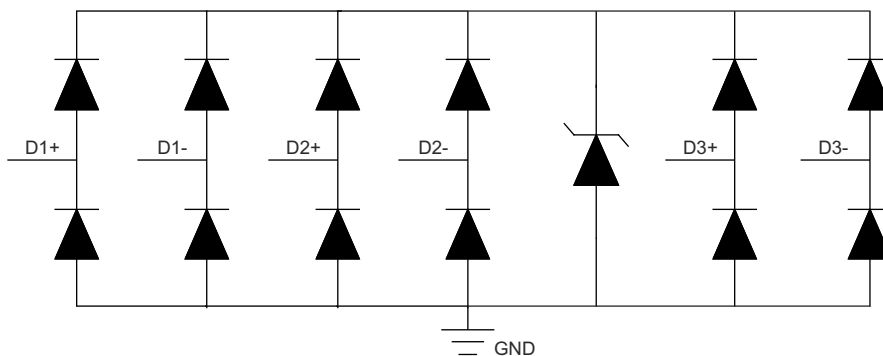 D1+
D1-
D2+
D2-
D3+
D3-
GND